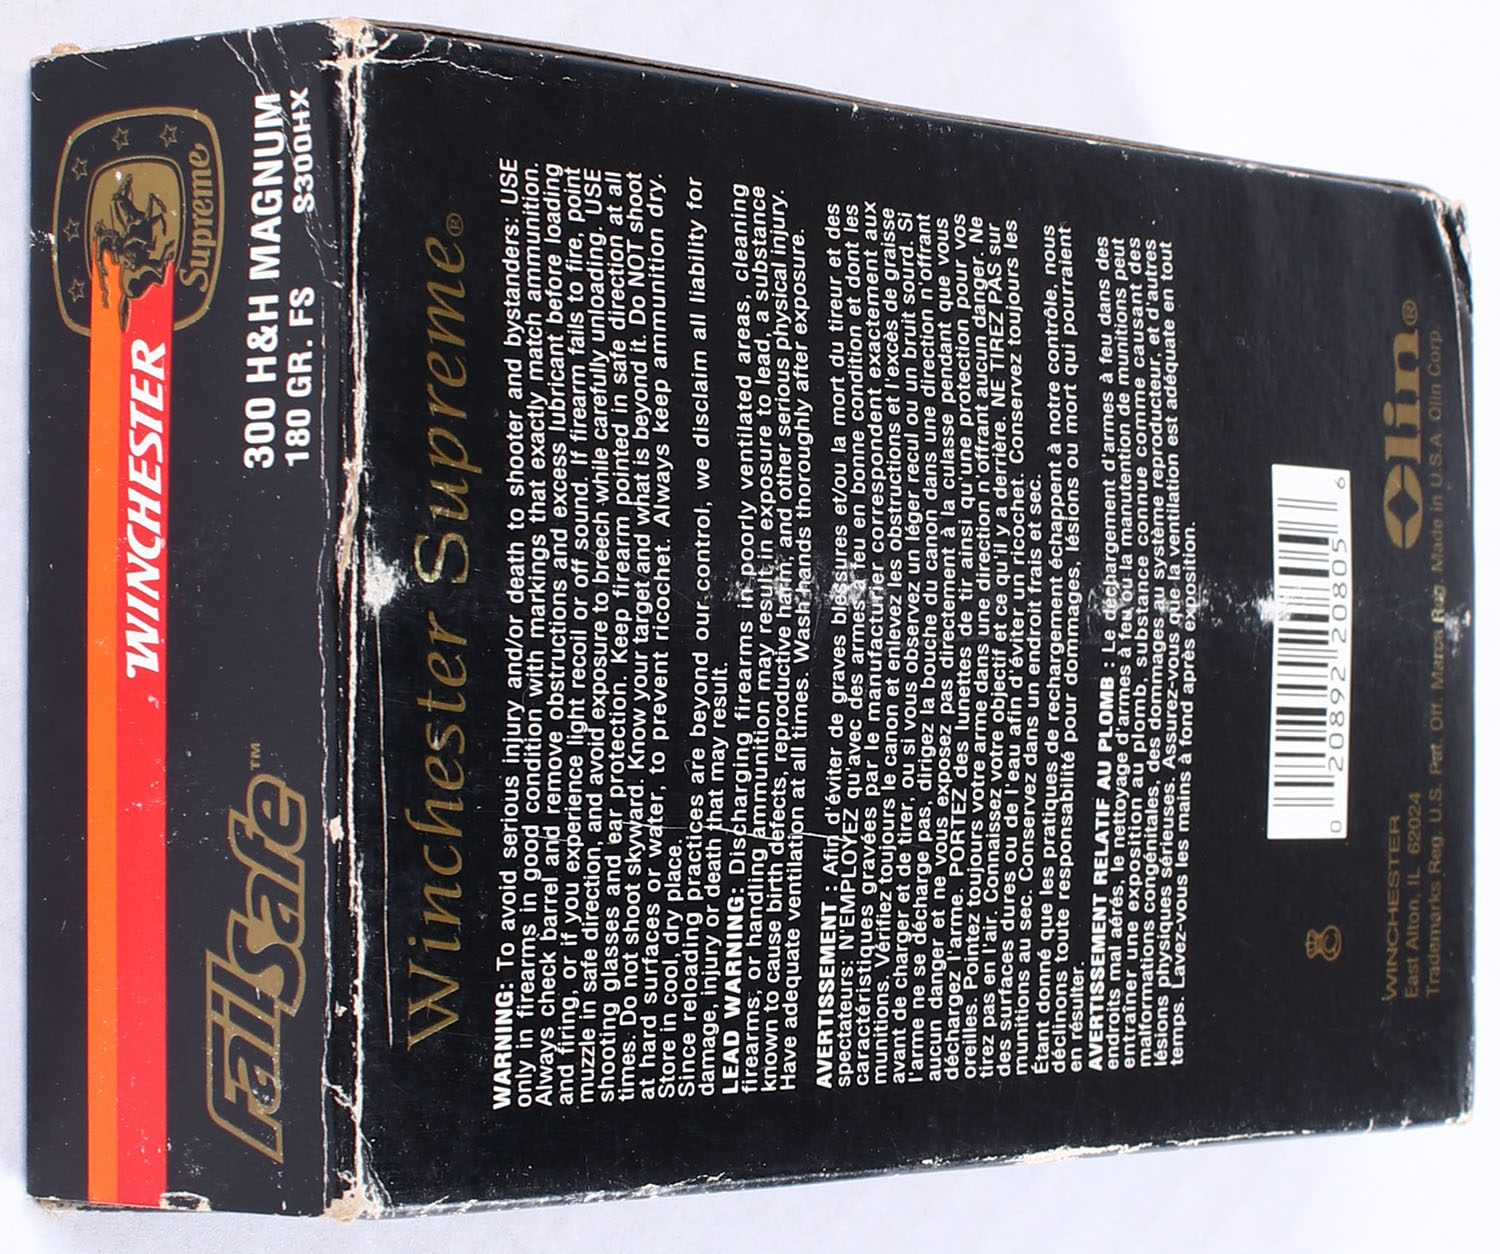 Supreme
WINCHESTER
FailSafe™
300 H&H MAGNUM
180 GR. FS S300HX
Winchester Supreme®
WARNING: To avoid serious injury and/or death to shooter and bystanders: USE
only in firearms in good condition with markings that exactly match ammunition.
Always check barrel and remove obstructions and excess lubricant before loading
and firing, or if you experience light recoil or off sound. If firearm fails to fire, point
muzzle in safe direction, and avoid exposure to breech while carefully unloading. USE
shooting glasses and ear protection. Keep firearm pointed in safe direction at all
times. Do not shoot skyward. Know your target and what is beyond it. Do NOT shoot
at hard surfaces or water, to prevent ricochet. Always keep ammunition dry.
Store in cool, dry place.
Since reloading practices are beyond our control, we disclaim all liability for
damage, injury or death that may result.
LEAD WARNING: Discharging firearms in poorly ventilated areas, cleaning
firearms, or handling ammunition may result in exposure to lead, a substance
known to cause birth defects, reproductive harm, and other serious physical injury.
Have adequate ventilation at all times. Wash hands thoroughly after exposure.
AVERTISSEMENT : Afin d'éviter de graves blessures et/ou la mort du tireur et des
spectateurs: N'EMPLOYEZ qu'avec des armes à feu en bonne condition et dont les
caractéristiques gravées par le manufacturier correspondent exactement aux
munitions. Vérifiez toujours le canon et enlevez les obstructions et l'excès de graisse
avant de charger et de tirer, ou si vous observez un léger recul ou un bruit sourd. Si
l'arme ne se décharge pas, dirigez la bouche du canon dans une direction n'offrant
aucun danger et ne vous exposez pas directement à la culasse pendant que vous
déchargez l'arme. PORTEZ des lunettes de tir ainsi qu'une protection pour vos
oreilles. Pointez toujours votre arme dans une direction n'offrant aucun danger. Ne
tirez pas en l'air. Connaissez votre objectif et ce qu'il y a derrière. NE TIREZ PAS sur
des surfaces dures ou de l'eau afin d'éviter un ricochet. Conservez toujours les
munitions au sec. Conservez dans un endroit frais et sec.
Étant donné que les pratiques de rechargement échappent à notre contrôle, nous
déclinons toute responsabilité pour dommages, lésions ou mort qui pourraient
en résulter.
AVERTISSEMENT RELATIF AU PLOMB : Le déchargement d'armes à feu dans des
endroits mal aérés, le nettoyage d'armes à feu ou la manutention de munitions peut
entraîner une exposition au plomb, substance connue comme causant des
malformations congénitales, des dommages au système reproducteur, et d'autres
lésions physiques sérieuses. Assurez-vous que la ventilation est adéquate en tout
temps. Lavez-vous les mains à fond après exposition.
0 20892 20805 6
WINCHESTER
East Alton, IL 62024
Olin®
Trademarks Reg. U.S. Pat. Off. Marca Reg. Made in U.S.A. Olin Corp.